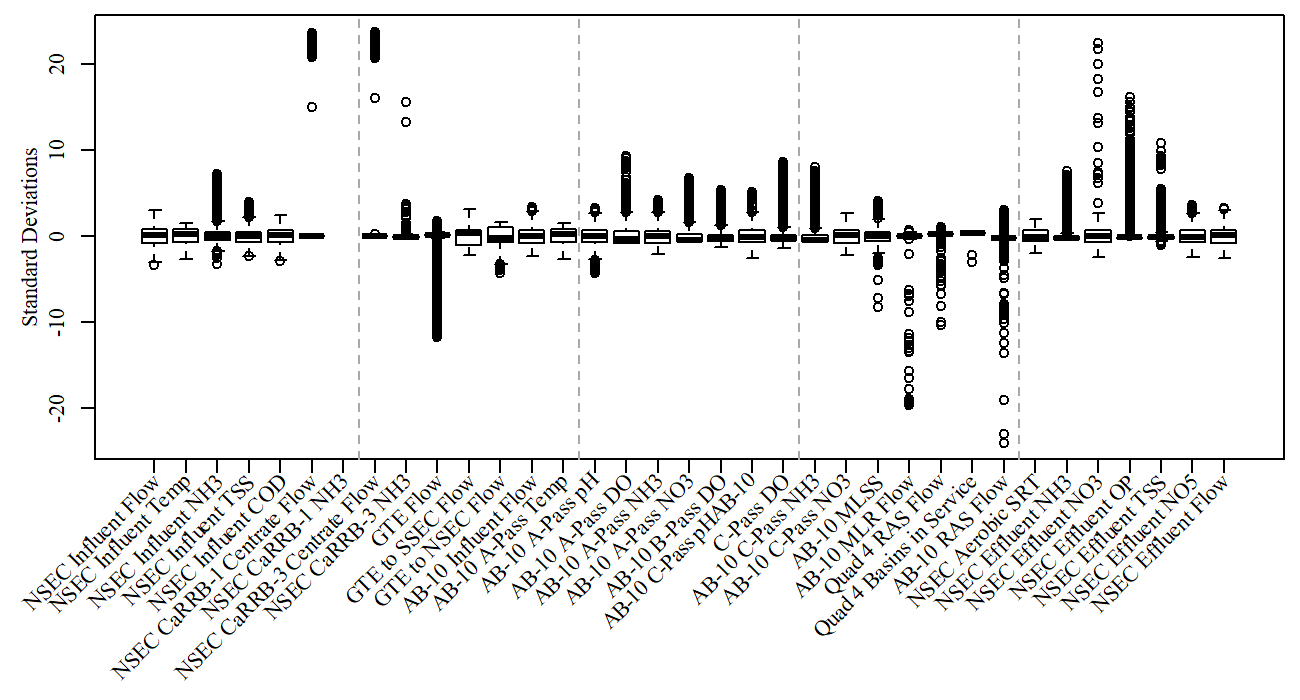 Standard Deviations
20
10
0
-10
-20
NSEC Influent Flow
NSEC Influent Temp
NSEC Influent NH3
NSEC Influent TSS
NSEC Influent COD
NSEC CaRRB-1 Centrate Flow
NSEC CaRRB-1 NH3
NSEC CaRRB-3 Centrate Flow
NSEC CaRRB-3 NH3
GTE Flow
GTE to SSEC Flow
GTE to NSEC Flow
AB-10 Influent Flow
AB-10 A-Pass Temp
AB-10 A-Pass pH
AB-10 A-Pass DO
AB-10 A-Pass NH3
AB-10 A-Pass NO3
AB-10 B-Pass DO
AB-10 C-Pass pHAB-10
C-Pass DO
AB-10 C-Pass NH3
AB-10 C-Pass NO3
AB-10 MLSS
AB-10 MLR Flow
Quad 4 RAS Flow
Quad 4 Basins in Service
AB-10 RAS Flow
NSEC Aerobic SRT
NSEC Effluent NH3
NSEC Effluent NO3
NSEC Effluent OP
NSEC Effluent TSS
NSEC Effluent NO5
NSEC Effluent Flow